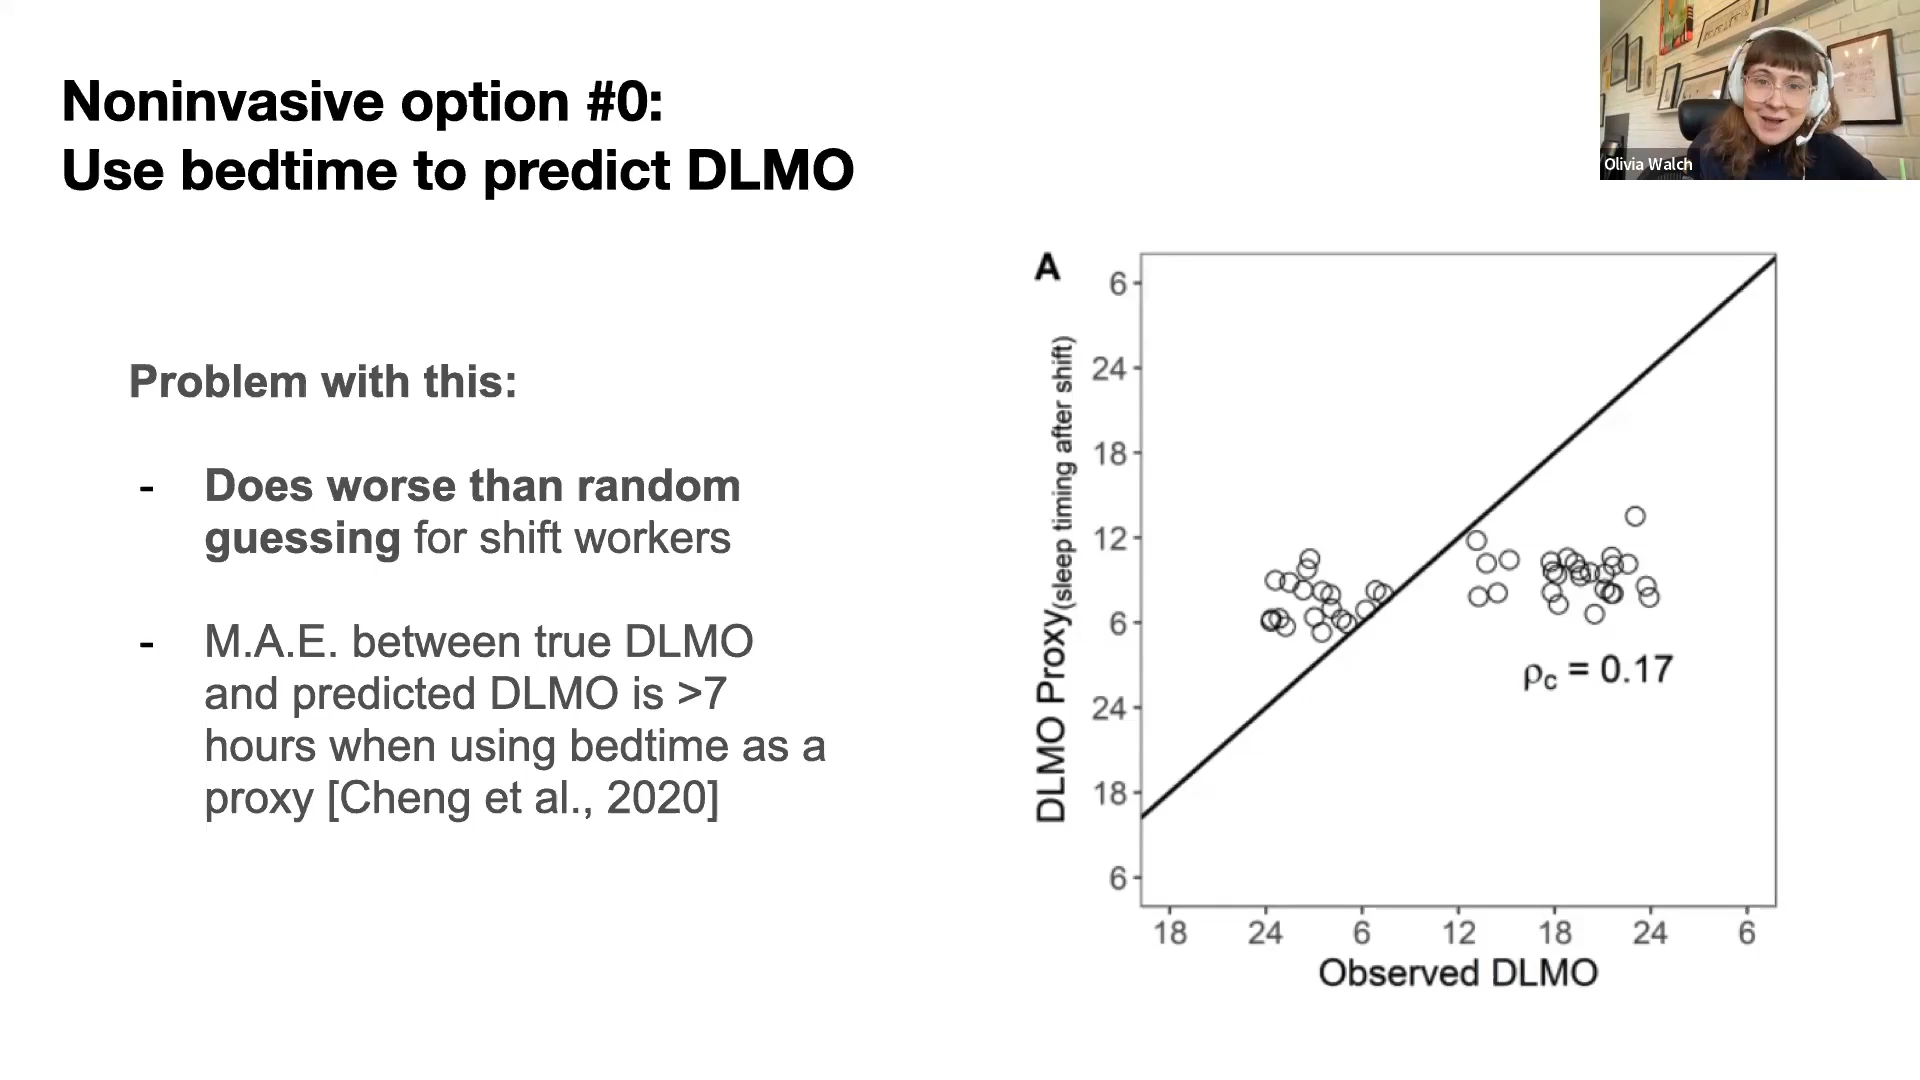 Noninvasive option #0:
Use bedtime to predict DLMO
Olivia Walch
Problem with this:
- Does worse than random
guessing for shift workers
- M.A.E. between true DLMO
and predicted DLMO is >7
hours when using bedtime as a
proxy [Cheng et al., 2020]
A
DLMO Proxy(sleep timing after shift)
6
24
18
12
6
24
18
6
ρc = 0.17
18 24 6 12 18 24 6
Observed DLMO